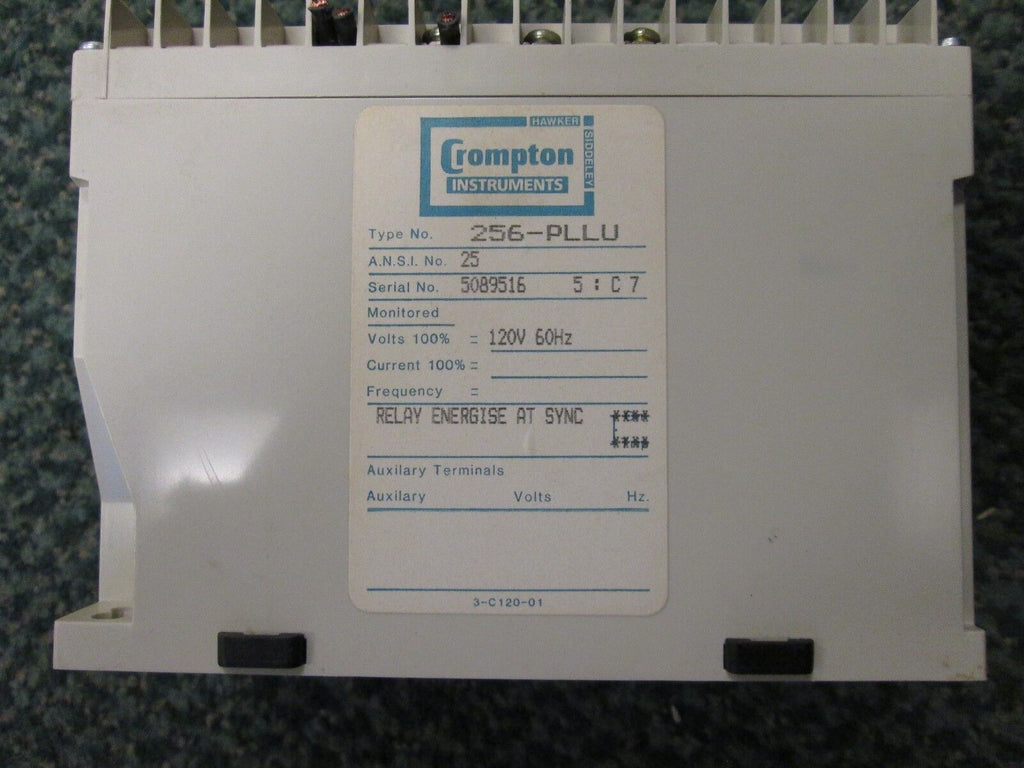 HAWKER
SIDDELEY
Crompton
INSTRUMENTS
Type No. 256-PLLU
A.N.S.I. No. 25
Serial No. 5089516 5 : C 7
Monitored
Volts 100% = 120V 60Hz
Current 100% =
Frequency =
RELAY ENERGISE AT SYNC
Auxilary Terminals
Auxilary Volts Hz.
3-C120-01